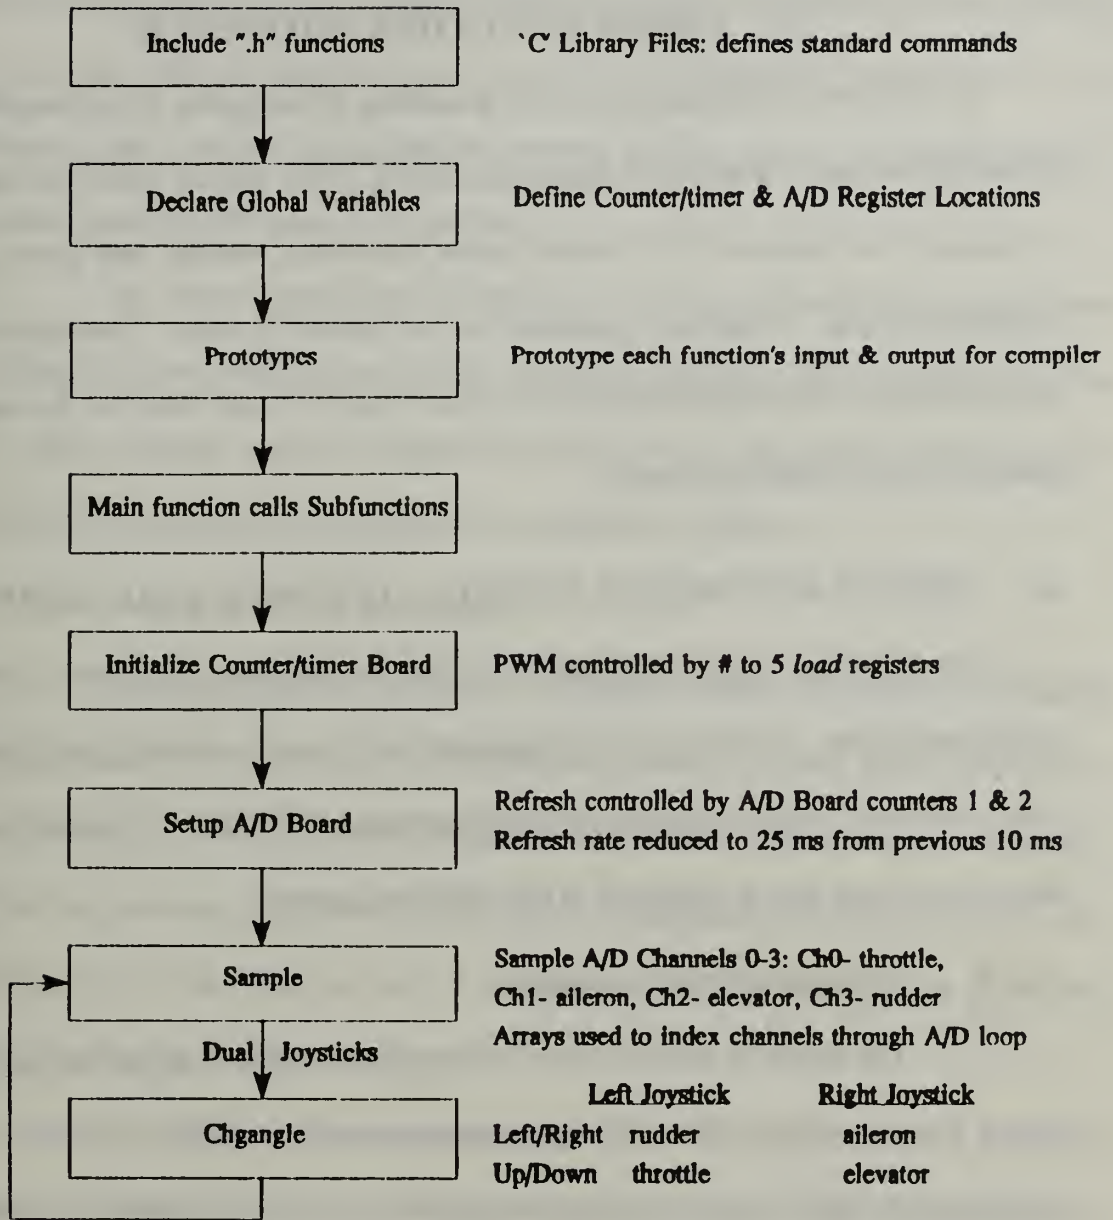 Include ".h" functions
`C' Library Files: defines standard commands
Declare Global Variables
Define Counter/timer & A/D Register Locations
Prototypes
Prototype each function's input & output for compiler
Main function calls Subfunctions
Initialize Counter/timer Board
PWM controlled by # to 5 load registers
Setup A/D Board
Refresh controlled by A/D Board counters 1 & 2
Refresh rate reduced to 25 ms from previous 10 ms
Sample
Sample A/D Channels 0-3: Ch0- throttle,
Ch1- aileron, Ch2- elevator, Ch3- rudder
Arrays used to index channels through A/D loop
Dual Joysticks
Chgangle
Left Joystick Right Joystick
Left/Right rudder aileron
Up/Down throttle elevator